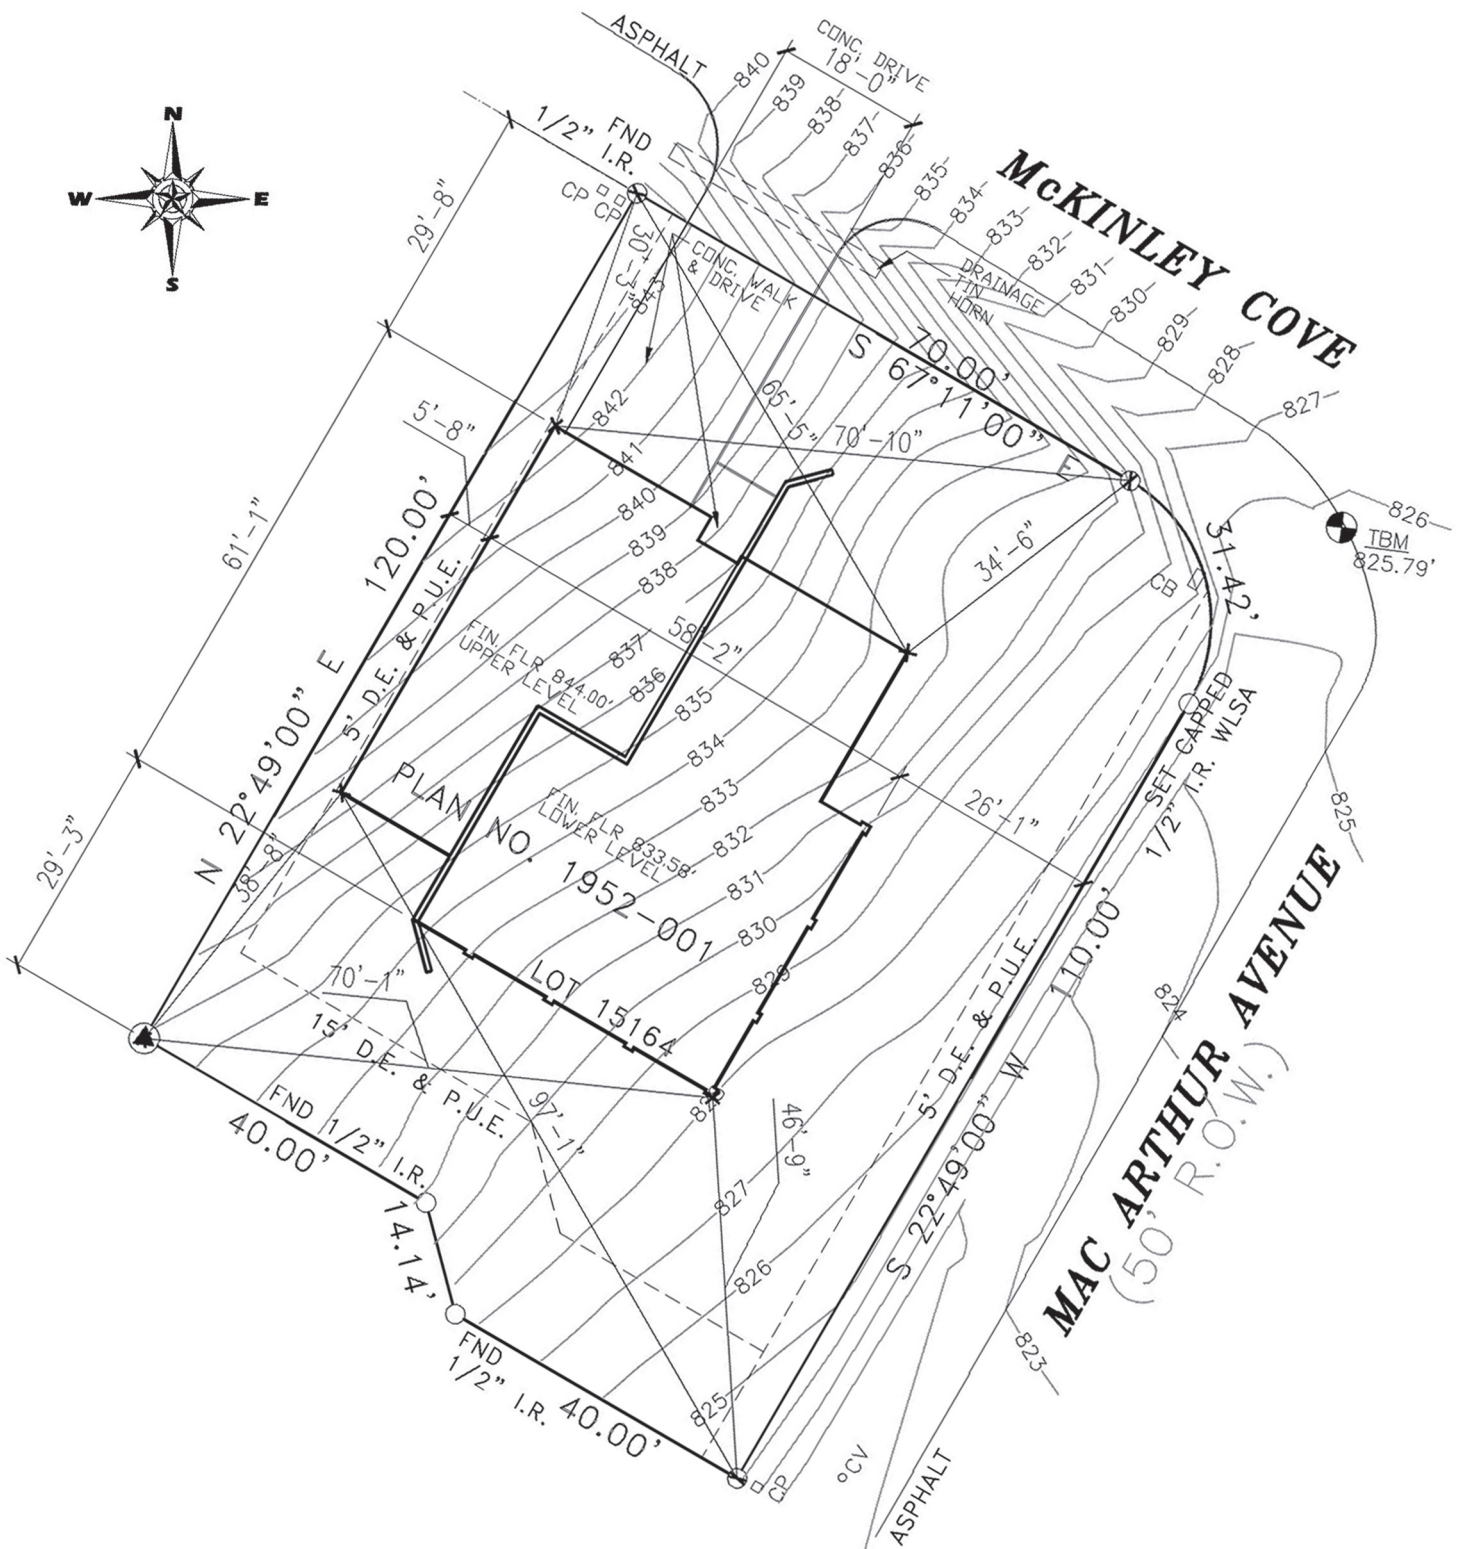 N
W
E
S
ASPHALT
840
839
838
837
836
835
834
833
832
831
830
829
828
827
826
825
824
823
CONC. DRIVE
18'-0"
McKINLEY COVE
FND
1/2" I.R.
CP CP
29'-8"
30'-3"
843
CONC. WALK
& DRIVE
DRAINAGE
TIN
HORN
70.00'
S 67°11'00" E
65'-5"
70'-10"
34'-6"
31.42'
CB
TBM
825.79'
5'-8"
842
841
840
839
838
837
836
835
834
833
832
831
830
829
828
827
826
825
61'-1"
120.00'
N 22°49'00" E
5' D.E. & P.U.E.
FIN. FLR 844.00'
UPPER LEVEL
58'-2"
26'-1"
SET CAPPED
1/2" I.R. WLSA
PLAN NO. 1952-001
FIN. FLR 833.58'
LOWER LEVEL
LOT 15164
38'-8"
29'-3"
70'-1"
15' D.E. & P.U.E.
97'-1"
46'-9"
110.00'
S 22°49'00" W
5' D.E. & P.U.E.
MAC ARTHUR AVENUE
(50' R.O.W.)
FND 1/2" I.R.
40.00'
14.14'
FND
1/2" I.R.
40.00'
CP
CV
ASPHALT